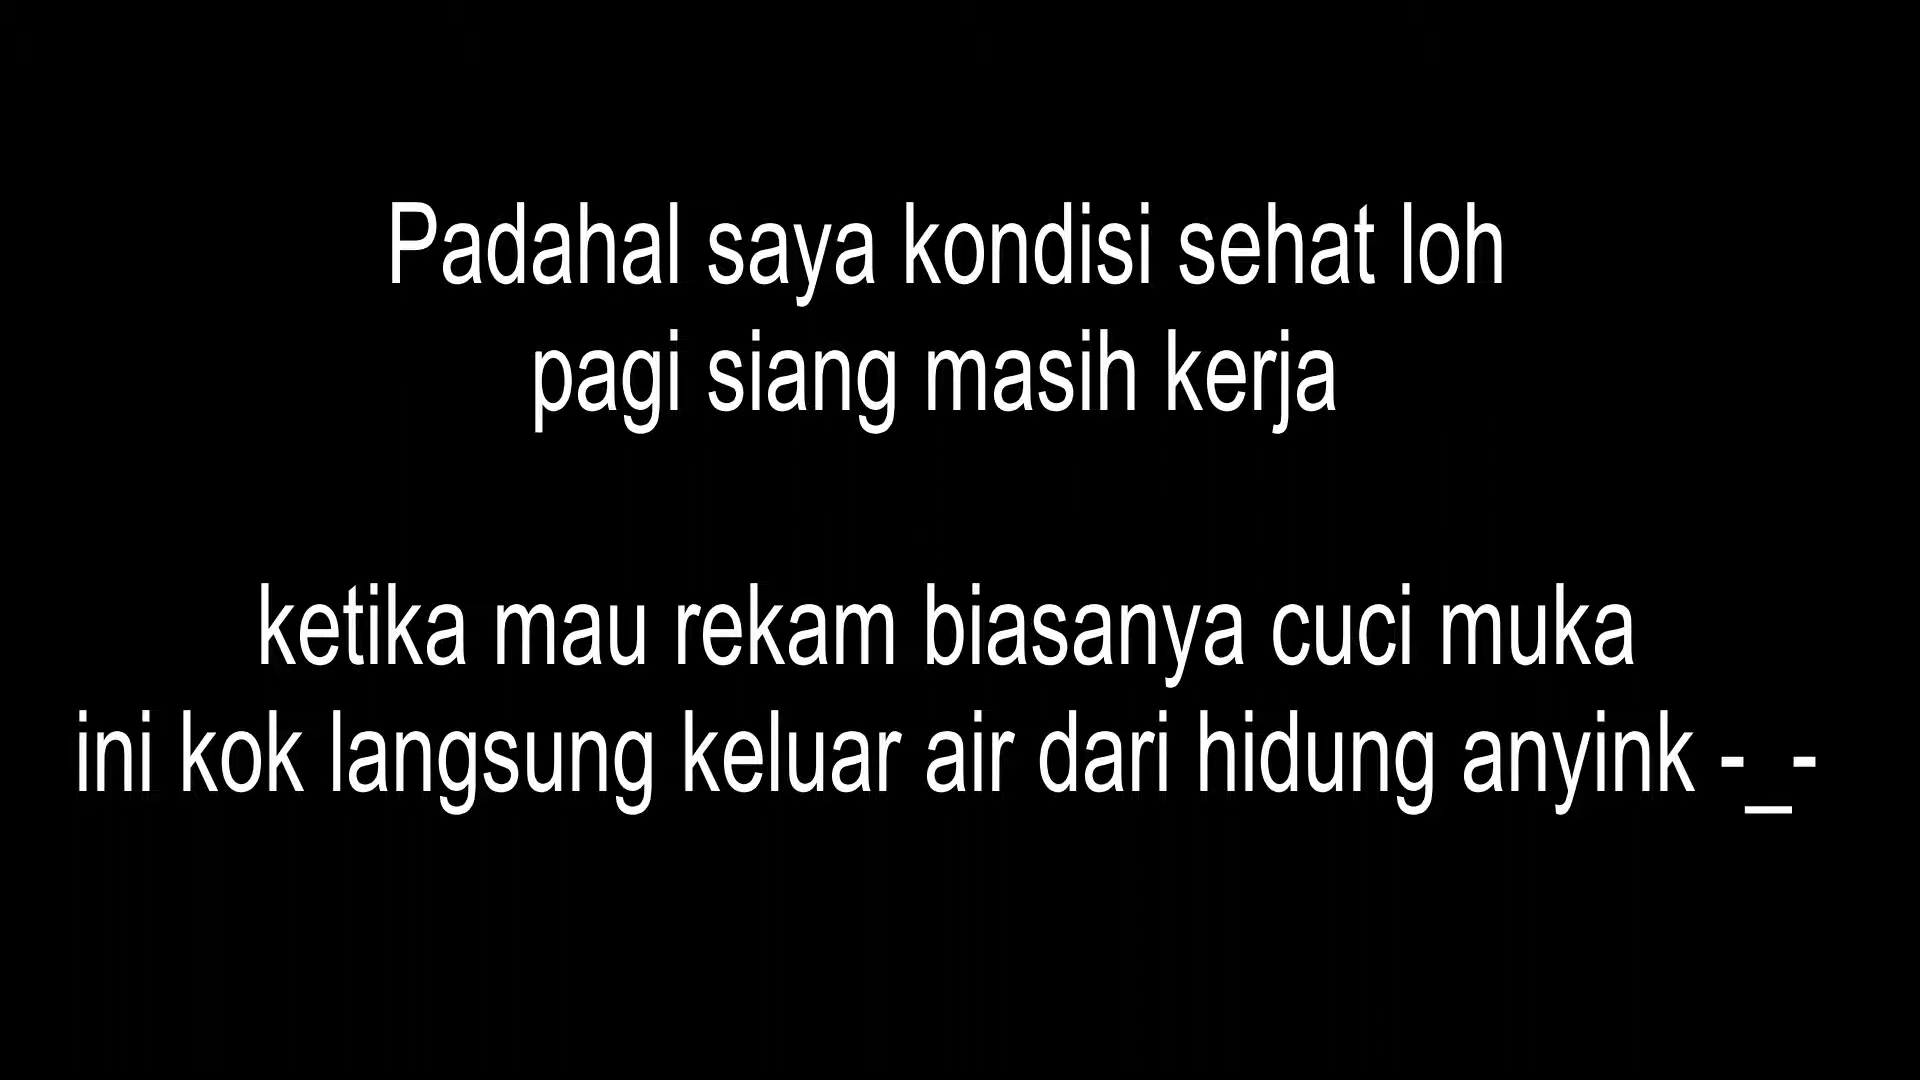 Padahal saya kondisi sehat loh
pagi siang masih kerja
ketika mau rekam biasanya cuci muka
ini kok langsung keluar air dari hidung anyink -_-